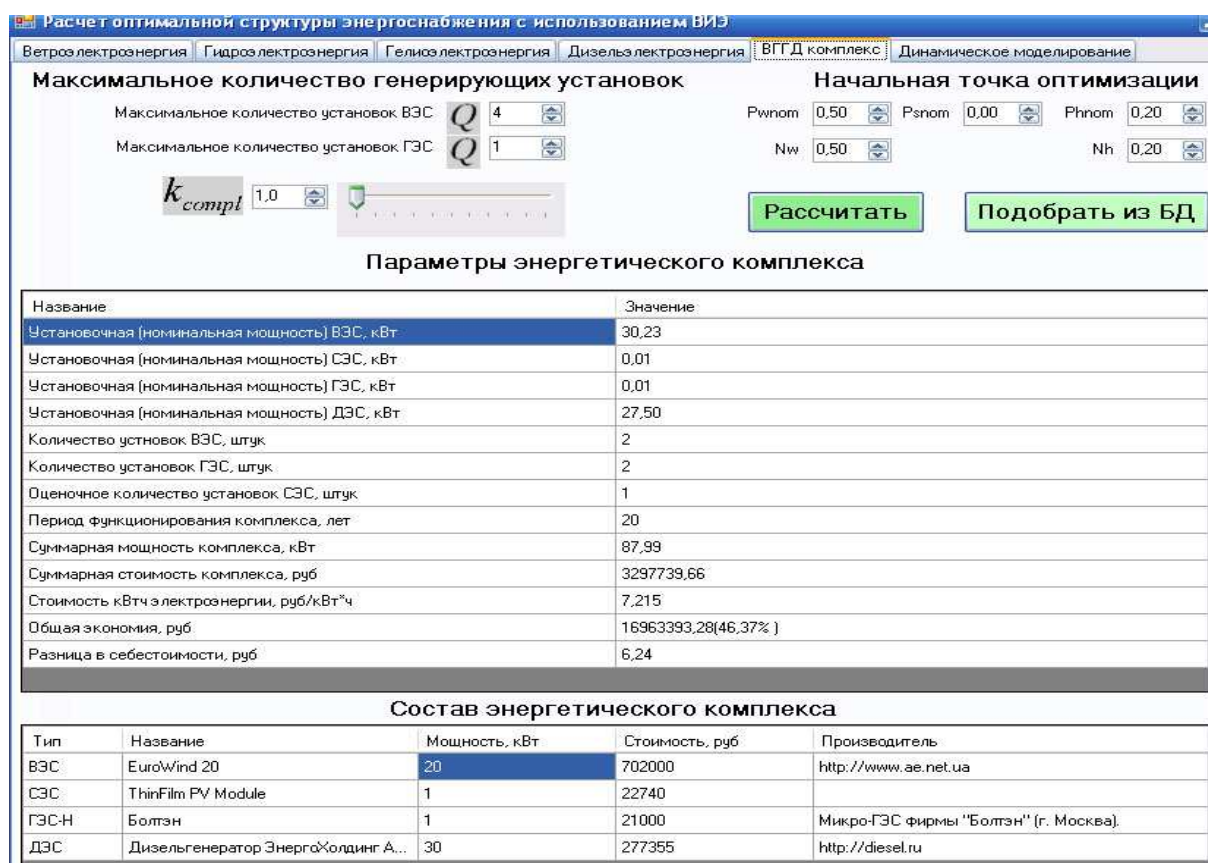 Расчет оптимальной структуры энергоснабжения с использованием ВИЭ
Ветроэлектроэнергия Гидроэлектроэнергия Гелиоэлектроэнергия Дизельэлектроэнергия ВГГД комплекс Динамическое моделирование
Максимальное количество генерирующих установок Начальная точка оптимизации
Максимальное количество установок ВЭС Q 4 Pwnom 0,50 Psnom 0,00 Phnom 0,20
Максимальное количество установок ГЭС Q 1 Nw 0,50 Nh 0,20
k compl 1,0 Рассчитать Подобрать из БД
Параметры энергетического комплекса
Название Значение
Установочная (номинальная мощность) ВЭС, кВт 30,23
Установочная (номинальная мощность) СЭС, кВт 0,01
Установочная (номинальная мощность) ГЭС, кВт 0,01
Установочная (номинальная мощность) ДЭС, кВт 27,50
Количество устновок ВЭС, штук 2
Количество установок ГЭС, штук 2
Оценочное количество установок СЭС, штук 1
Период функционирования комплекса, лет 20
Суммарная мощность комплекса, кВт 87,99
Суммарная стоимость комплекса, руб 3297739,66
Стоимость кВтч электроэнергии, руб/кВт*ч 7,215
Общая экономия, руб 16963393,28(46,37% )
Разница в себестоимости, руб 6,24
Состав энергетического комплекса
Тип Название Мощность, кВт Стоимость, руб Производитель
ВЭС EuroWind 20 20 702000 http://www.ae.net.ua
СЭС ThinFilm PV Module 1 22740
ГЭС-Н Болтэн 1 21000 Микро-ГЭС фирмы "Болтэн" (г. Москва).
ДЭС Дизельгенератор ЭнергоХолдинг А... 30 277355 http://diesel.ru